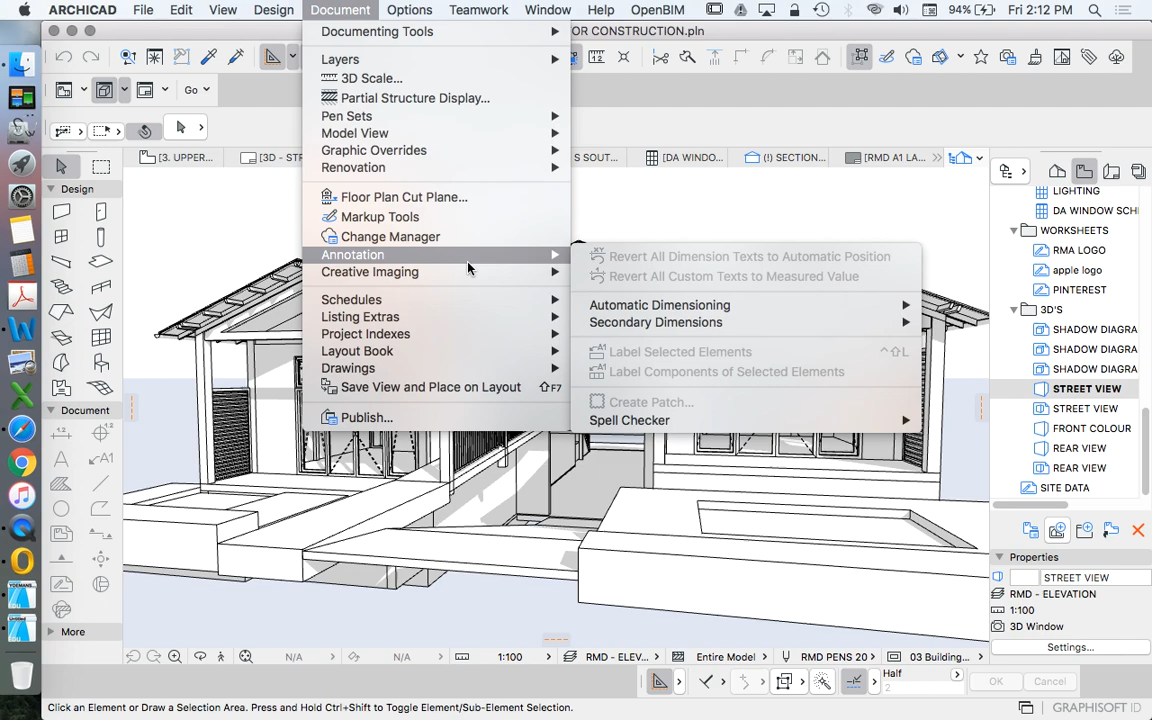 ARCHICAD File Edit View Design Document Options Teamwork Window Help OpenBIM 94% Fri 2:12 PM
OR CONSTRUCTION.pln
Documenting Tools
Layers
3D Scale...
Partial Structure Display...
Pen Sets
Model View
Graphic Overrides
Renovation
Floor Plan Cut Plane...
Markup Tools
Change Manager
Annotation
Creative Imaging
Schedules
Listing Extras
Project Indexes
Layout Book
Drawings
Save View and Place on Layout ⇧F7
Publish...
Revert All Dimension Texts to Automatic Position
Revert All Custom Texts to Measured Value
Automatic Dimensioning
Secondary Dimensions
Label Selected Elements ^⇧L
Label Components of Selected Elements
Create Patch...
Spell Checker
Go
[3. UPPER...
[3D - STR
S SOUT...
[DA WINDO...
(!) SECTION...
[RMD A1 LA...
Design
Document
More
LIGHTING
DA WINDOW SCH
WORKSHEETS
RMA LOGO
apple logo
PINTEREST
3D'S
SHADOW DIAGRA
SHADOW DIAGRA
SHADOW DIAGRA
STREET VIEW
STREET VIEW
FRONT COLOUR
REAR VIEW
REAR VIEW
SITE DATA
Properties
STREET VIEW
RMD - ELEVATION
1:100
3D Window
Settings...
N/A N/A 1:100 RMD - ELEV... Entire Model RMD PENS 20 03 Building...
Half
2
OK Cancel
Click an Element or Draw a Selection Area. Press and Hold Ctrl+Shift to Toggle Element/Sub-Element Selection.
GRAPHISOFT ID